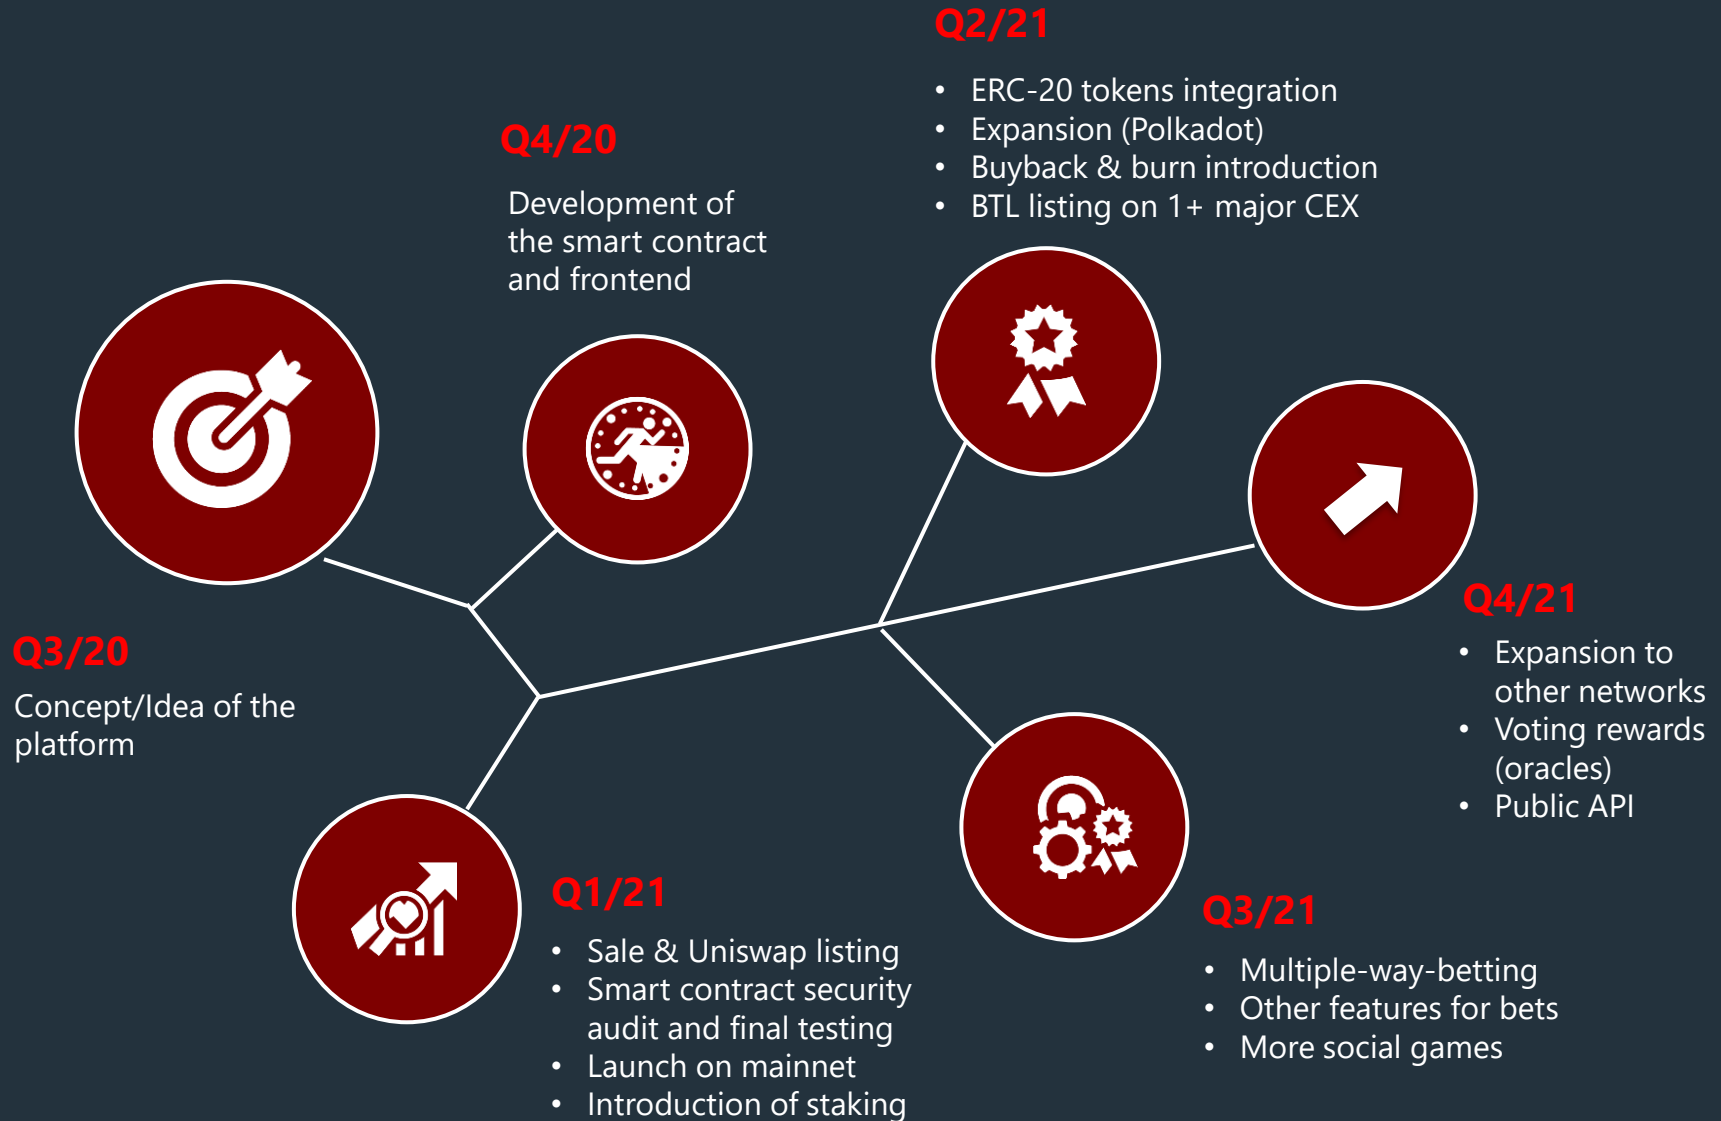 Q3/20
Concept/Idea of the
platform
Q4/20
Development of
the smart contract
and frontend
Q1/21
• Sale & Uniswap listing
• Smart contract security
audit and final testing
• Launch on mainnet
• Introduction of staking
Q2/21
• ERC-20 tokens integration
• Expansion (Polkadot)
• Buyback & burn introduction
• BTL listing on 1+ major CEX
Q3/21
• Multiple-way-betting
• Other features for bets
• More social games
Q4/21
• Expansion to
other networks
• Voting rewards
(oracles)
• Public API